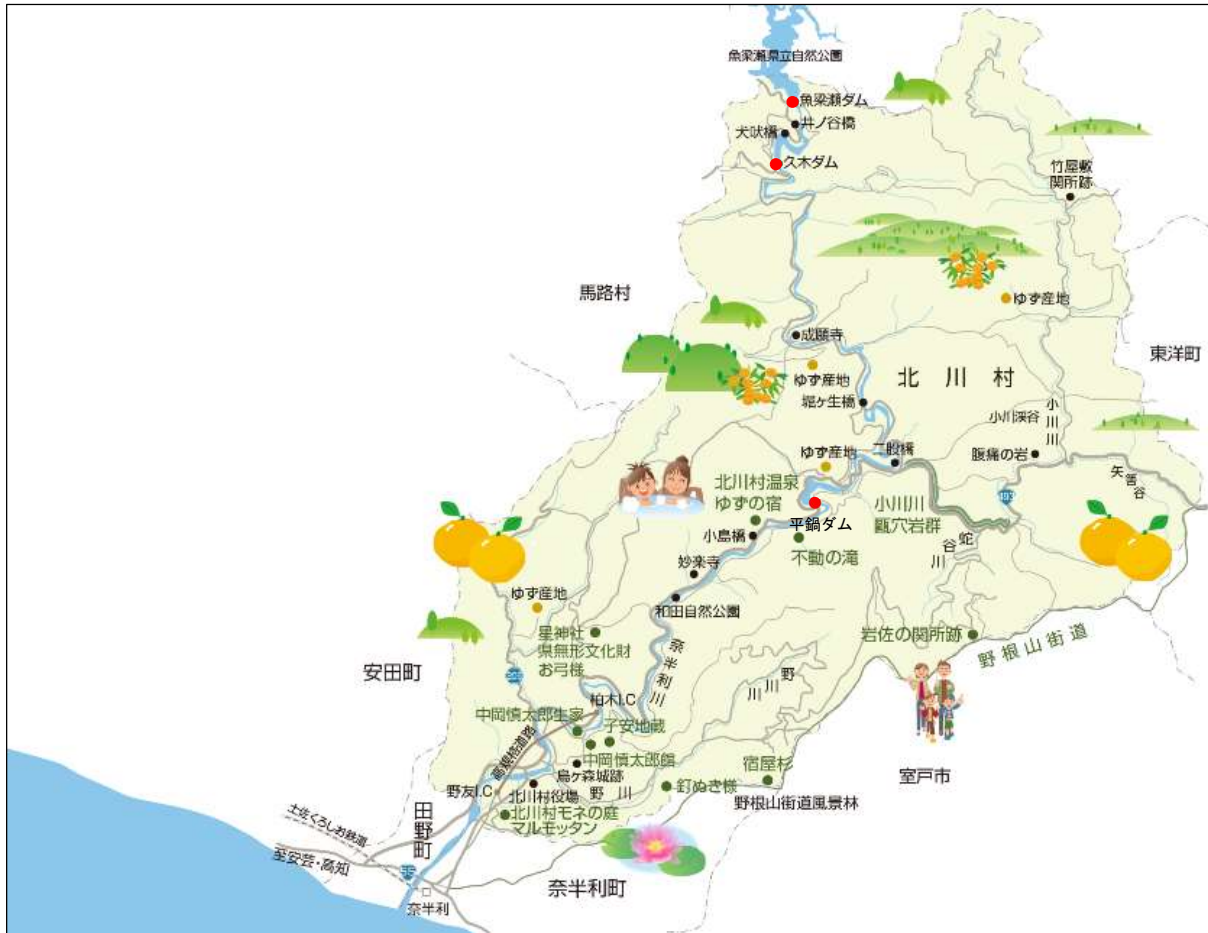 魚梁瀬県立自然公園
魚梁瀬ダム
井ノ谷橋
犬吠橋
久木ダム
竹屋敷
関所跡
馬路村
ゆず産地
成願寺
東洋町
ゆず産地
北川村
堀ヶ生橋
小川渓谷
小川川
ゆず産地
二股橋
腹痛の岩
矢筈谷
北川村温泉
ゆずの宿
493
平鍋ダム
小川川
甌穴岩群
小島橋
不動の滝
蛇谷川
妙楽寺
ゆず産地
和田自然公園
星神社
県無形文化財
お弓様
岩佐の関所跡
野根山街道
奈半利川
安田町
野川川
柏木I.C
中岡慎太郎生家
子安地蔵
高規格道路
中岡慎太郎館
烏ヶ森城跡
宿屋杉
室戸市
野友I.C
北川村役場
野川
釘ぬき様
野根山街道風景林
北川村モネの庭
マルモッタン
田野町
土佐くろしお鉄道
至安芸・高知
55
奈半利
奈半利町